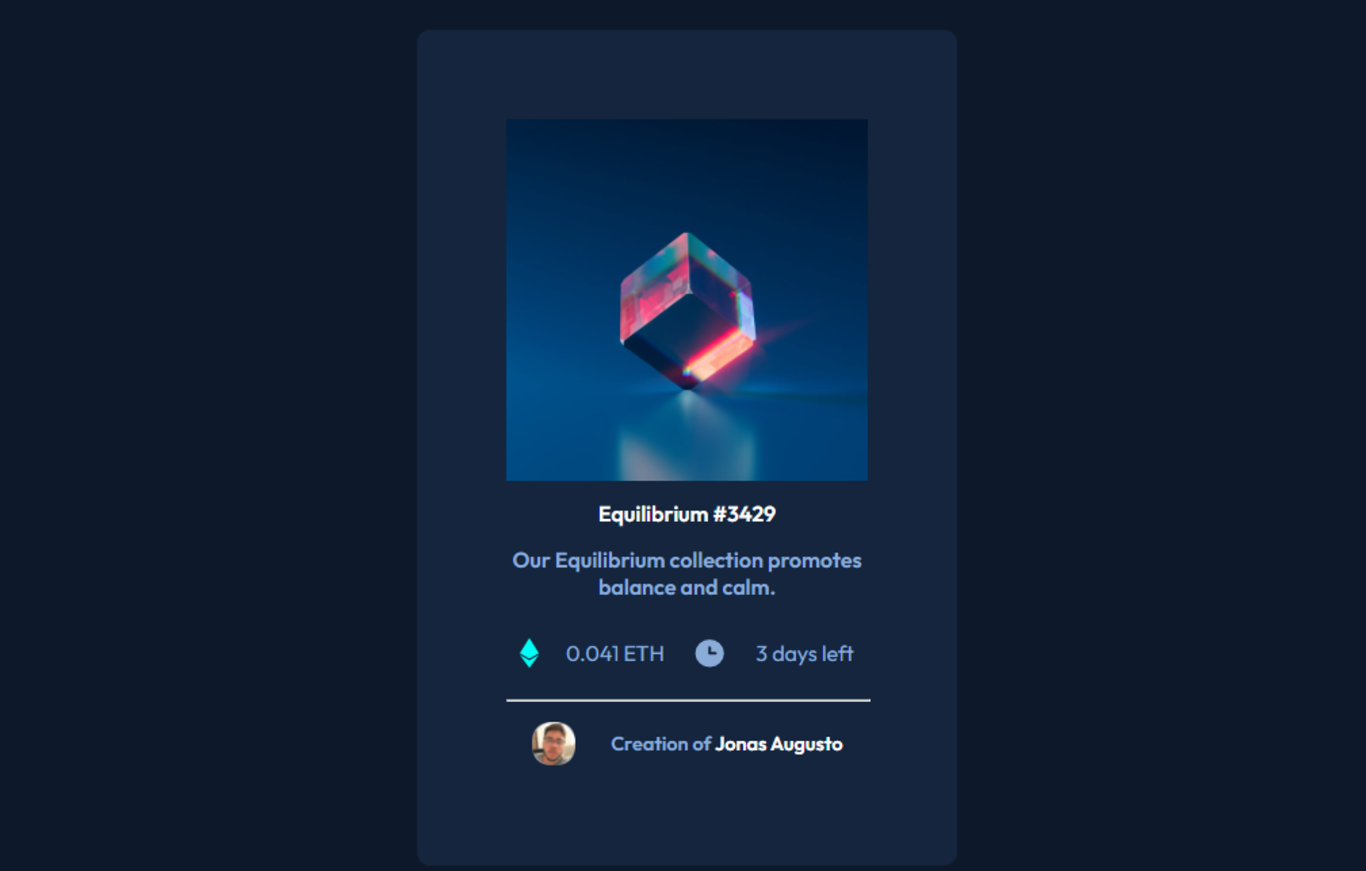 Equilibrium #3429
Our Equilibrium collection promotes
balance and calm.
0.041 ETH 3 days left
Creation of Jonas Augusto